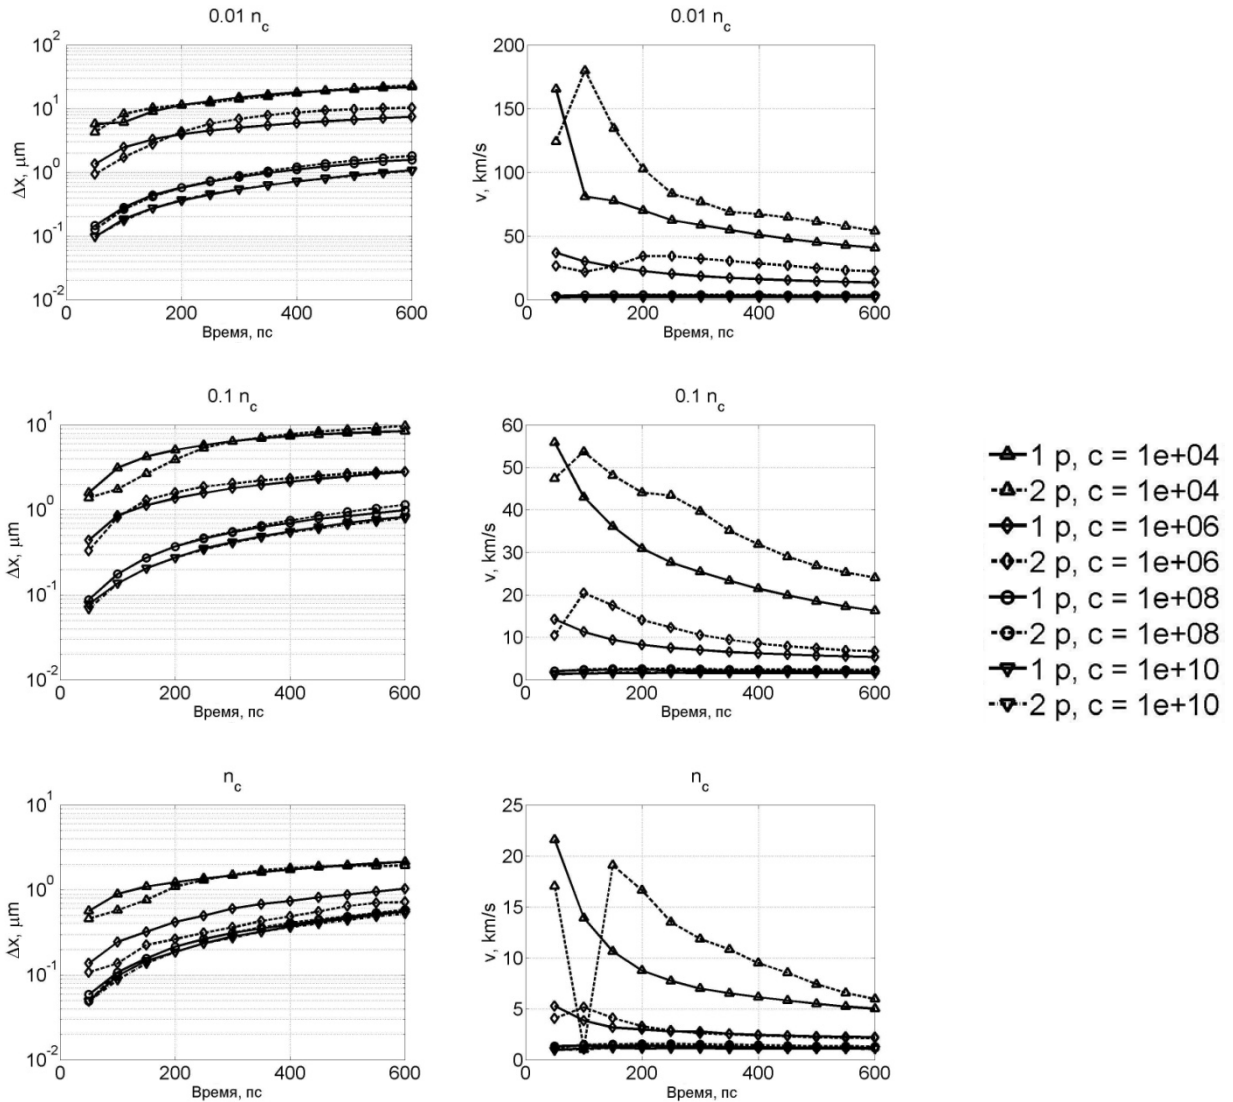 0.01 n_c
10^2
10^1
10^0
10^-1
10^-2
Δx, μm
0
200
400
600
Время, пс
0.01 n_c
200
150
100
50
0
v, km/s
0
200
400
600
Время, пс
0.1 n_c
10^1
10^0
10^-1
10^-2
Δx, μm
0
200
400
600
Время, пс
0.1 n_c
60
50
40
30
20
10
0
v, km/s
0
200
400
600
Время, пс
1 p, c = 1e+04
2 p, c = 1e+04
1 p, c = 1e+06
2 p, c = 1e+06
1 p, c = 1e+08
2 p, c = 1e+08
1 p, c = 1e+10
2 p, c = 1e+10
n_c
10^1
10^0
10^-1
10^-2
Δx, μm
0
200
400
600
Время, пс
n_c
25
20
15
10
5
0
v, km/s
0
200
400
600
Время, пс